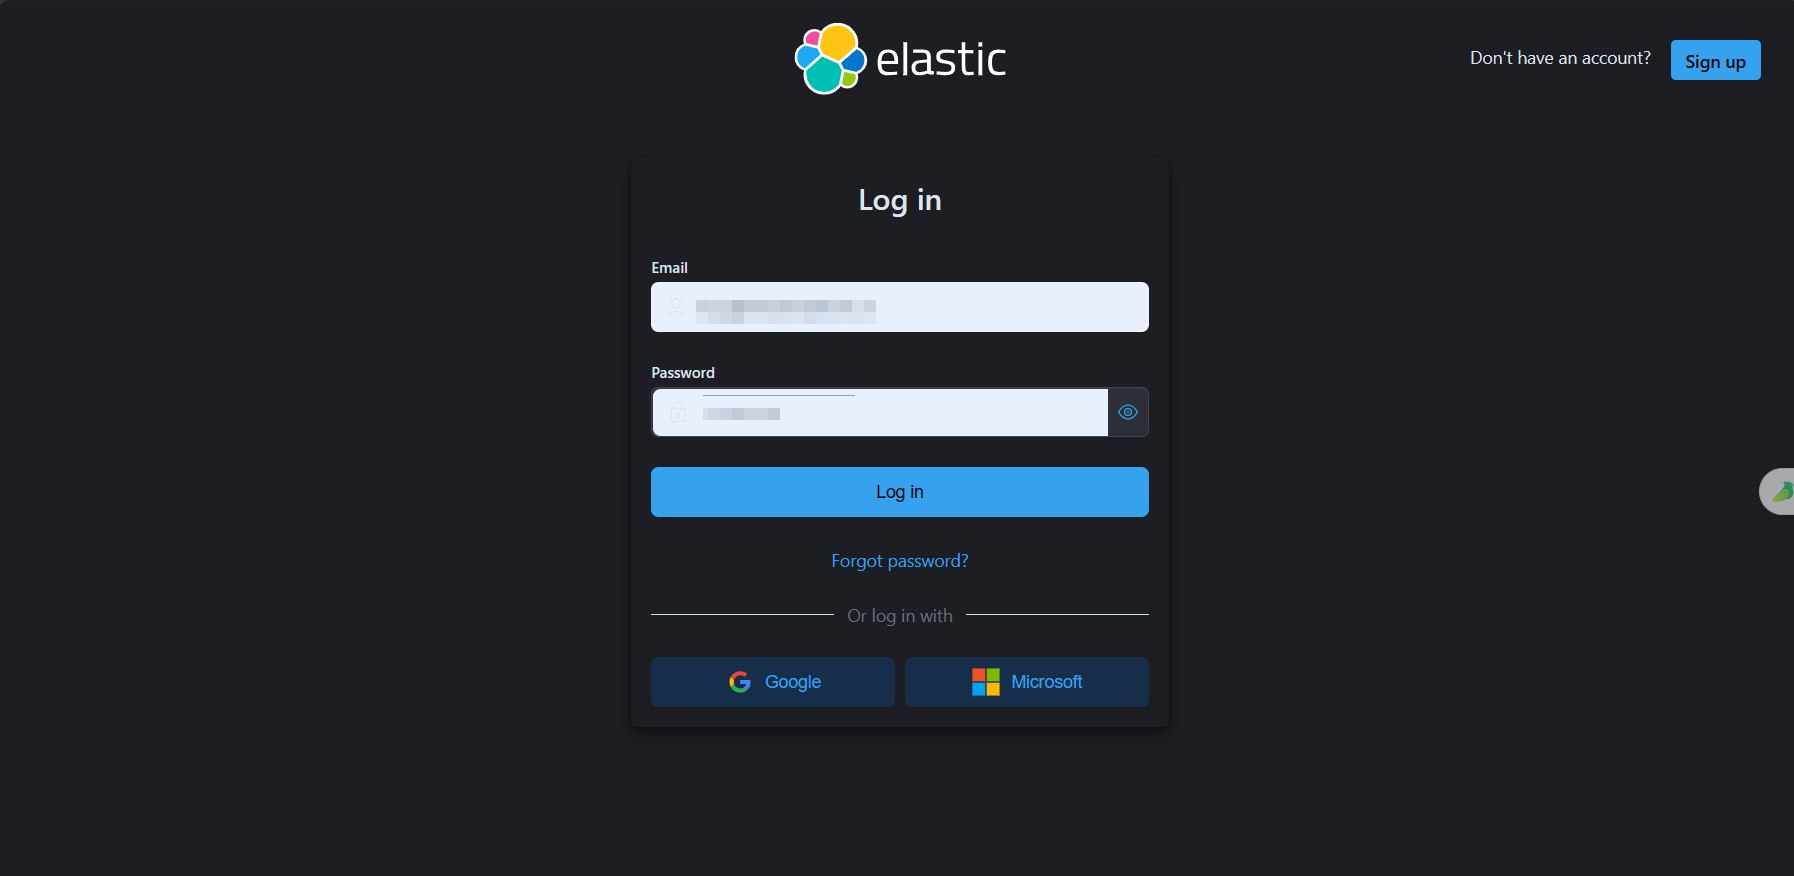 elastic
Don't have an account?
Sign up
Log in
Email
Password
Log in
Forgot password?
Or log in with
Google
Microsoft